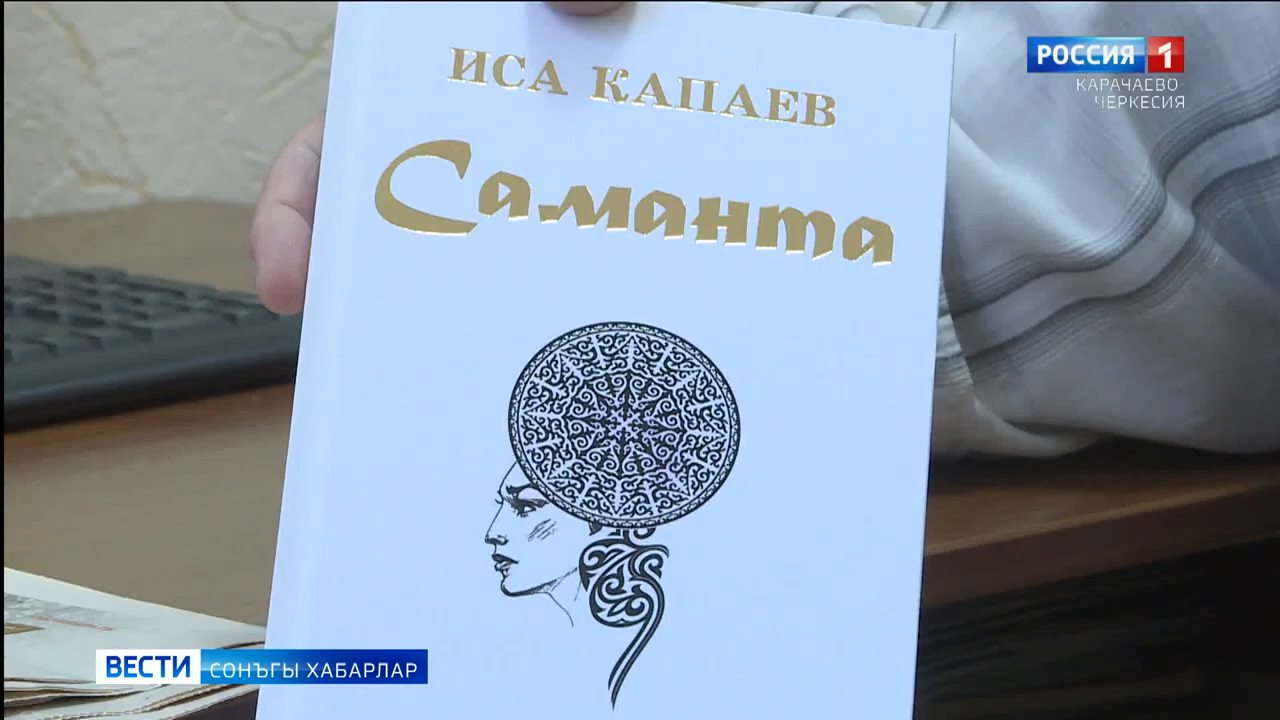 ИСА КАПАЕВ
Саманта
РОССИЯ 1
КАРАЧАЕВО-
ЧЕРКЕСИЯ
ВЕСТИ СОНЪГЫ ХАБАРЛАР